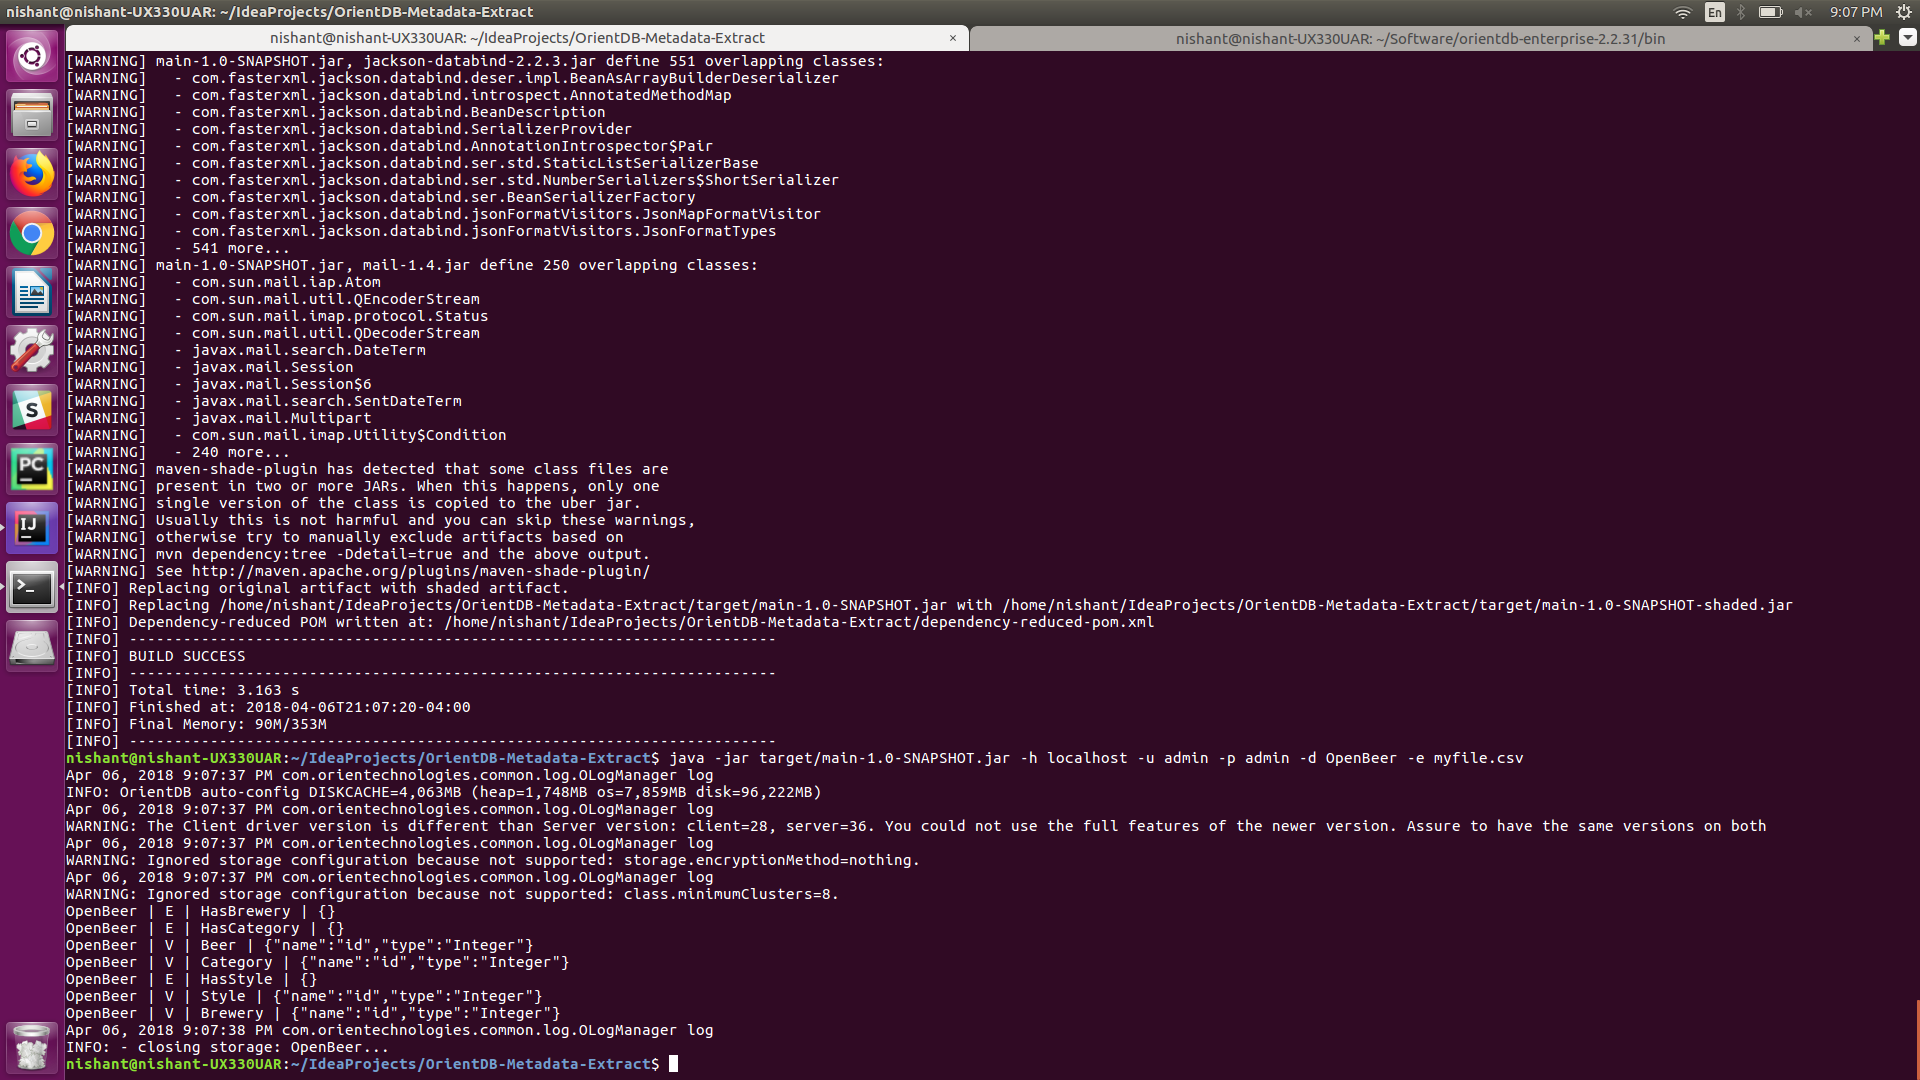 nishant@nishant-UX330UAR: ~/IdeaProjects/OrientDB-Metadata-Extract
En
9:07 PM
nishant@nishant-UX330UAR: ~/IdeaProjects/OrientDB-Metadata-Extract ×
nishant@nishant-UX330UAR: ~/Software/orientdb-enterprise-2.2.31/bin ×
[WARNING] main-1.0-SNAPSHOT.jar, jackson-databind-2.2.3.jar define 551 overlapping classes:
[WARNING]   - com.fasterxml.jackson.databind.deser.impl.BeanAsArrayBuilderDeserializer
[WARNING]   - com.fasterxml.jackson.databind.introspect.AnnotatedMethodMap
[WARNING]   - com.fasterxml.jackson.databind.BeanDescription
[WARNING]   - com.fasterxml.jackson.databind.SerializerProvider
[WARNING]   - com.fasterxml.jackson.databind.AnnotationIntrospector$Pair
[WARNING]   - com.fasterxml.jackson.databind.ser.std.StaticListSerializerBase
[WARNING]   - com.fasterxml.jackson.databind.ser.std.NumberSerializers$ShortSerializer
[WARNING]   - com.fasterxml.jackson.databind.ser.BeanSerializerFactory
[WARNING]   - com.fasterxml.jackson.databind.jsonFormatVisitors.JsonMapFormatVisitor
[WARNING]   - com.fasterxml.jackson.databind.jsonFormatVisitors.JsonFormatTypes
[WARNING]   - 541 more...
[WARNING] main-1.0-SNAPSHOT.jar, mail-1.4.jar define 250 overlapping classes:
[WARNING]   - com.sun.mail.iap.Atom
[WARNING]   - com.sun.mail.util.QEncoderStream
[WARNING]   - com.sun.mail.imap.protocol.Status
[WARNING]   - com.sun.mail.util.QDecoderStream
[WARNING]   - javax.mail.search.DateTerm
[WARNING]   - javax.mail.Session
[WARNING]   - javax.mail.Session$6
[WARNING]   - javax.mail.search.SentDateTerm
[WARNING]   - javax.mail.Multipart
[WARNING]   - com.sun.mail.imap.Utility$Condition
[WARNING]   - 240 more...
[WARNING] maven-shade-plugin has detected that some class files are
[WARNING] present in two or more JARs. When this happens, only one
[WARNING] single version of the class is copied to the uber jar.
[WARNING] Usually this is not harmful and you can skip these warnings,
[WARNING] otherwise try to manually exclude artifacts based on
[WARNING] mvn dependency:tree -Ddetail=true and the above output.
[WARNING] See http://maven.apache.org/plugins/maven-shade-plugin/
[INFO] Replacing original artifact with shaded artifact.
[INFO] Replacing /home/nishant/IdeaProjects/OrientDB-Metadata-Extract/target/main-1.0-SNAPSHOT.jar with /home/nishant/IdeaProjects/OrientDB-Metadata-Extract/target/main-1.0-SNAPSHOT-shaded.jar
[INFO] Dependency-reduced POM written at: /home/nishant/IdeaProjects/OrientDB-Metadata-Extract/dependency-reduced-pom.xml
[INFO] ------------------------------------------------------------------------
[INFO] BUILD SUCCESS
[INFO] ------------------------------------------------------------------------
[INFO] Total time: 3.163 s
[INFO] Finished at: 2018-04-06T21:07:20-04:00
[INFO] Final Memory: 90M/353M
[INFO] ------------------------------------------------------------------------
nishant@nishant-UX330UAR:~/IdeaProjects/OrientDB-Metadata-Extract$ java -jar target/main-1.0-SNAPSHOT.jar -h localhost -u admin -p admin -d OpenBeer -e myfile.csv
Apr 06, 2018 9:07:37 PM com.orientechnologies.common.log.OLogManager log
INFO: OrientDB auto-config DISKCACHE=4,063MB (heap=1,748MB os=7,859MB disk=96,222MB)
Apr 06, 2018 9:07:37 PM com.orientechnologies.common.log.OLogManager log
WARNING: The Client driver version is different than Server version: client=28, server=36. You could not use the full features of the newer version. Assure to have the same versions on both
Apr 06, 2018 9:07:37 PM com.orientechnologies.common.log.OLogManager log
WARNING: Ignored storage configuration because not supported: storage.encryptionMethod=nothing.
Apr 06, 2018 9:07:37 PM com.orientechnologies.common.log.OLogManager log
WARNING: Ignored storage configuration because not supported: class.minimumClusters=8.
OpenBeer | E | HasBrewery | {}
OpenBeer | E | HasCategory | {}
OpenBeer | V | Beer | {"name":"id","type":"Integer"}
OpenBeer | V | Category | {"name":"id","type":"Integer"}
OpenBeer | E | HasStyle | {}
OpenBeer | V | Style | {"name":"id","type":"Integer"}
OpenBeer | V | Brewery | {"name":"id","type":"Integer"}
Apr 06, 2018 9:07:38 PM com.orientechnologies.common.log.OLogManager log
INFO: - closing storage: OpenBeer...
nishant@nishant-UX330UAR:~/IdeaProjects/OrientDB-Metadata-Extract$
S
PC
IJ
>_